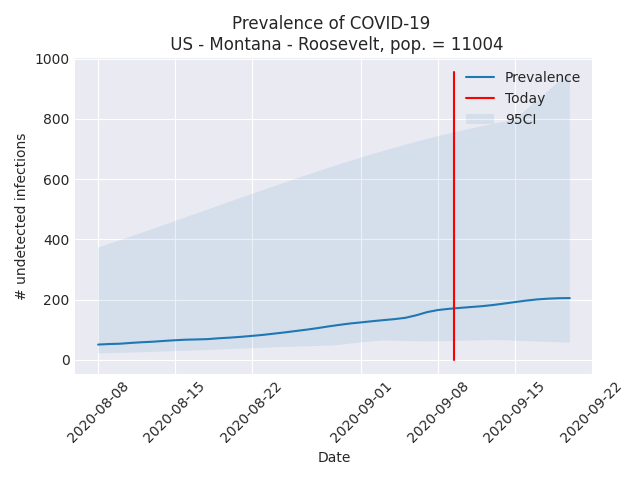 Prevalence of COVID-19
US - Montana - Roosevelt, pop. = 11004
1000
800
600
400
200
0
# undetected infections
Prevalence
Today
95CI
2020-08-08
2020-08-15
2020-08-22
2020-09-01
2020-09-08
2020-09-15
2020-09-22
Date